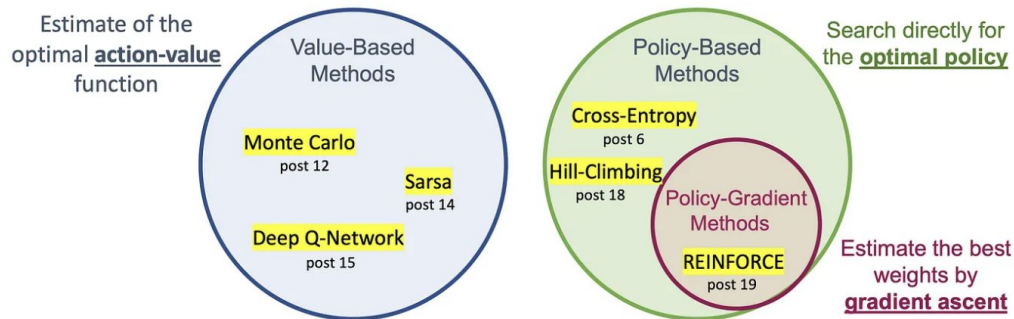 Estimate of the
optimal action-value
function
Value-Based
Methods
Monte Carlo
post 12
Sarsa
post 14
Deep Q-Network
post 15
Policy-Based
Methods
Cross-Entropy
post 6
Hill-Climbing
post 18
Policy-Gradient
Methods
REINFORCE
post 19
Search directly for
the optimal policy
Estimate the best
weights by
gradient ascent